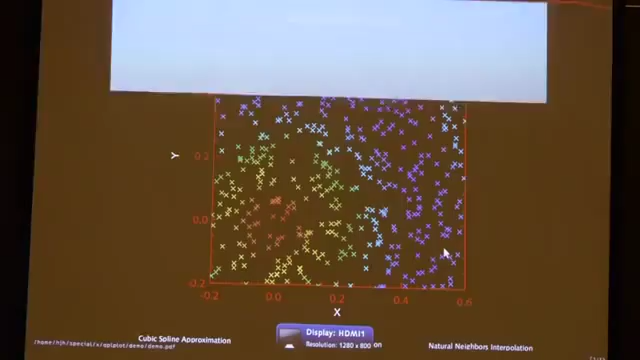 Y
0.2
0.0
-0.2
-0.2 0.0 0.2 0.4 0.6
X
Cubic Spline Approximation
Display: HDMI1
Resolution: 1280 x 800 on
Natural Neighbors Interpolation